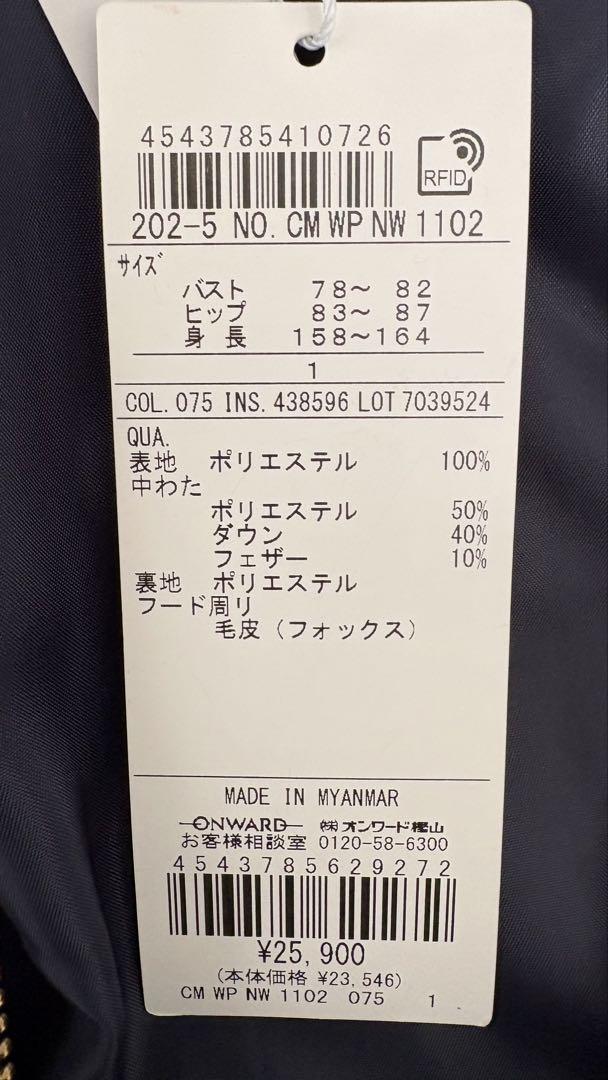 4543785410726
RFID
202-5 NO. CM WP NW 1102
サイズ
バスト 78～ 82
ヒップ 83～ 87
身 長 158～164
1
COL. 075 INS. 438596 LOT 7039524
QUA.
表地 ポリエステル 100%
中わた
ポリエステル 50%
ダウン 40%
フェザー 10%
裏地 ポリエステル
フード周リ
毛皮（フォックス）
MADE IN MYANMAR
ONWARD ㈱オンワード樫山
お客様相談室 0120-58-6300
4543785629272
¥25,900
(本体価格 ¥23,546)
CM WP NW 1102 075 1